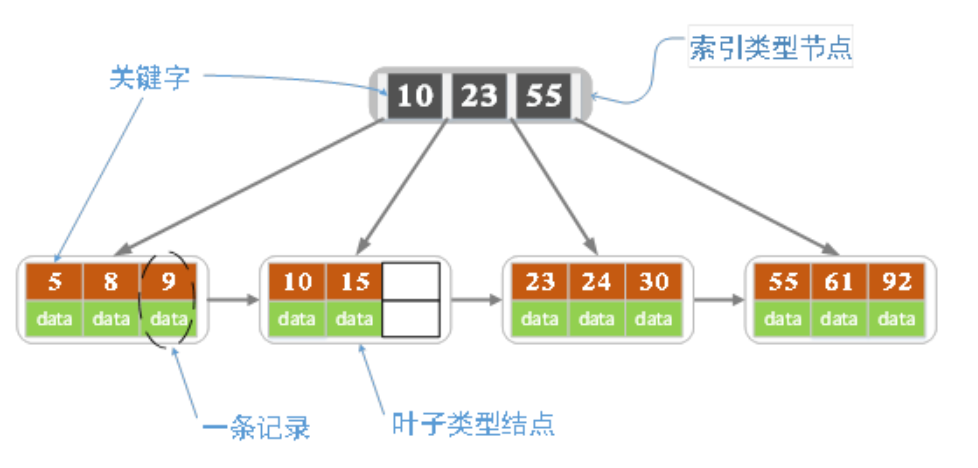 索引类型节点
关键字
10 23 55
5 8 9 10 15 23 24 30 55 61 92
data data data data data data data data data data data
一条记录
叶子类型结点